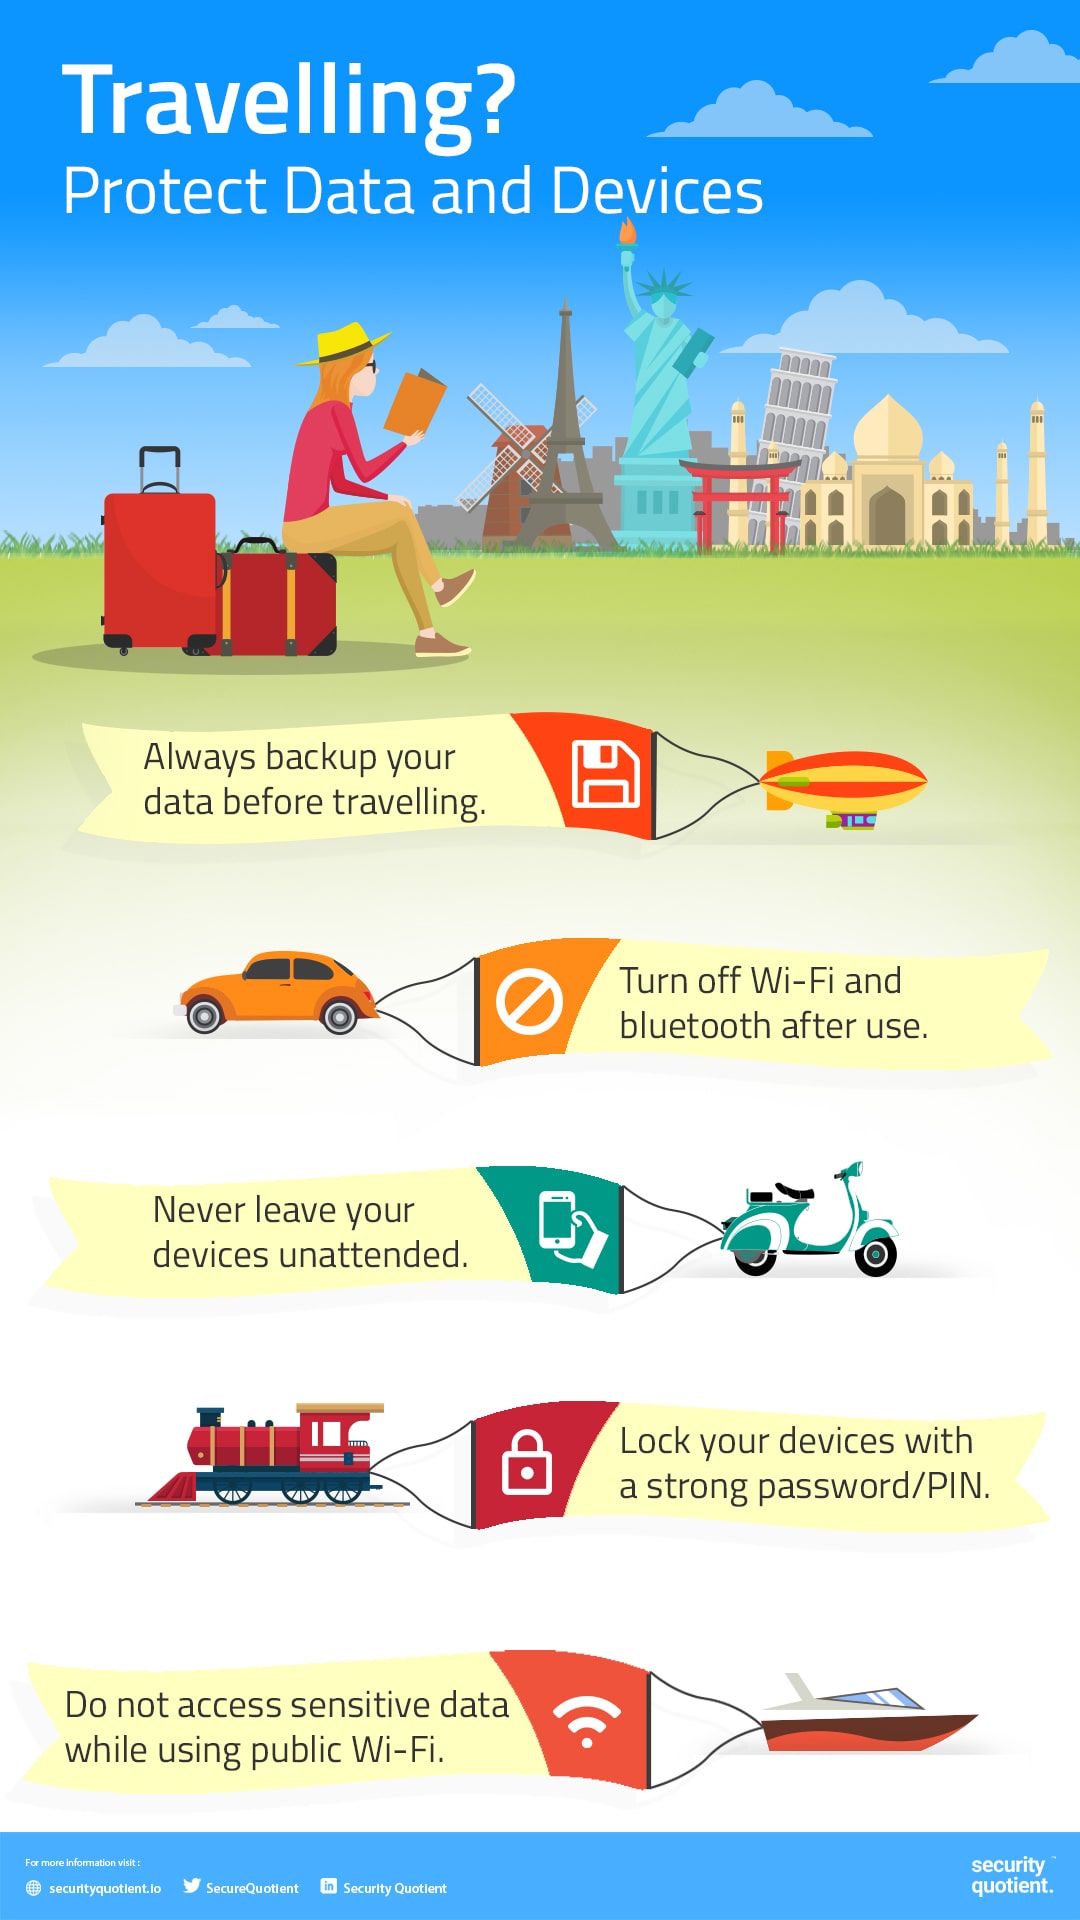 Travelling?
Protect Data and Devices
Always backup your
data before travelling.
Turn off Wi-Fi and
bluetooth after use.
Never leave your
devices unattended.
Lock your devices with
a strong password/PIN.
Do not access sensitive data
while using public Wi-Fi.
For more information visit :
securityquotient.io
SecureQuotient
in Security Quotient
security
quotient.